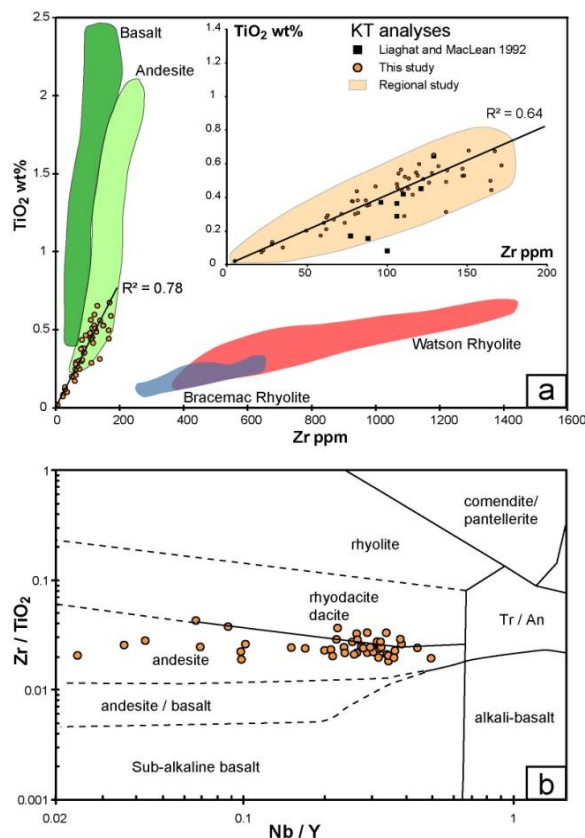 2.5
2
1.5
1
0.5
0
TiO2 wt%
Basalt
Andesite
R² = 0.78
TiO2 wt%
KT analyses
Liaghat and MacLean 1992
This study
Regional study
R² = 0.64
1.4
1.2
1
0.8
0.6
0.4
0.2
0
0
50
100
150
200
Zr ppm
Watson Rhyolite
Bracemac Rhyolite
a
0
200
400
600
800
1000
1200
1400
1600
Zr ppm
b
1
0.1
0.01
0.001
Zr / TiO2
comendite/
pantellerite
rhyolite
rhyodacite
dacite
Tr / An
andesite
andesite / basalt
alkali-basalt
Sub-alkaline basalt
0.02
0.1
1
Nb / Y